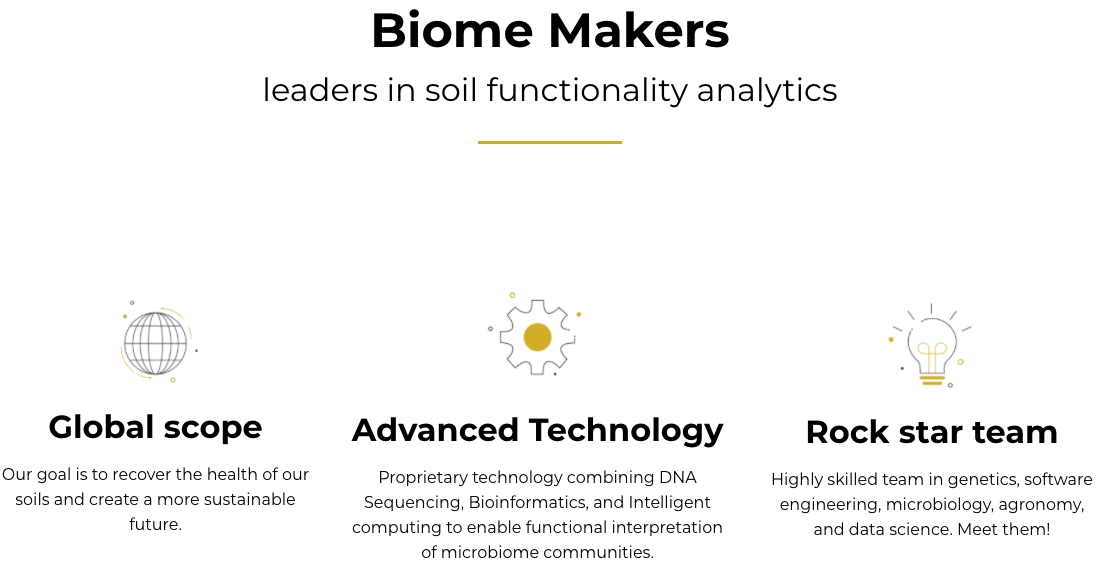 Biome Makers
leaders in soil functionality analytics
Global scope
Our goal is to recover the health of our
soils and create a more sustainable
future.
Advanced Technology
Proprietary technology combining DNA
Sequencing, Bioinformatics, and Intelligent
computing to enable functional interpretation
of microbiome communities.
Rock star team
Highly skilled team in genetics, software
engineering, microbiology, agronomy,
and data science. Meet them!